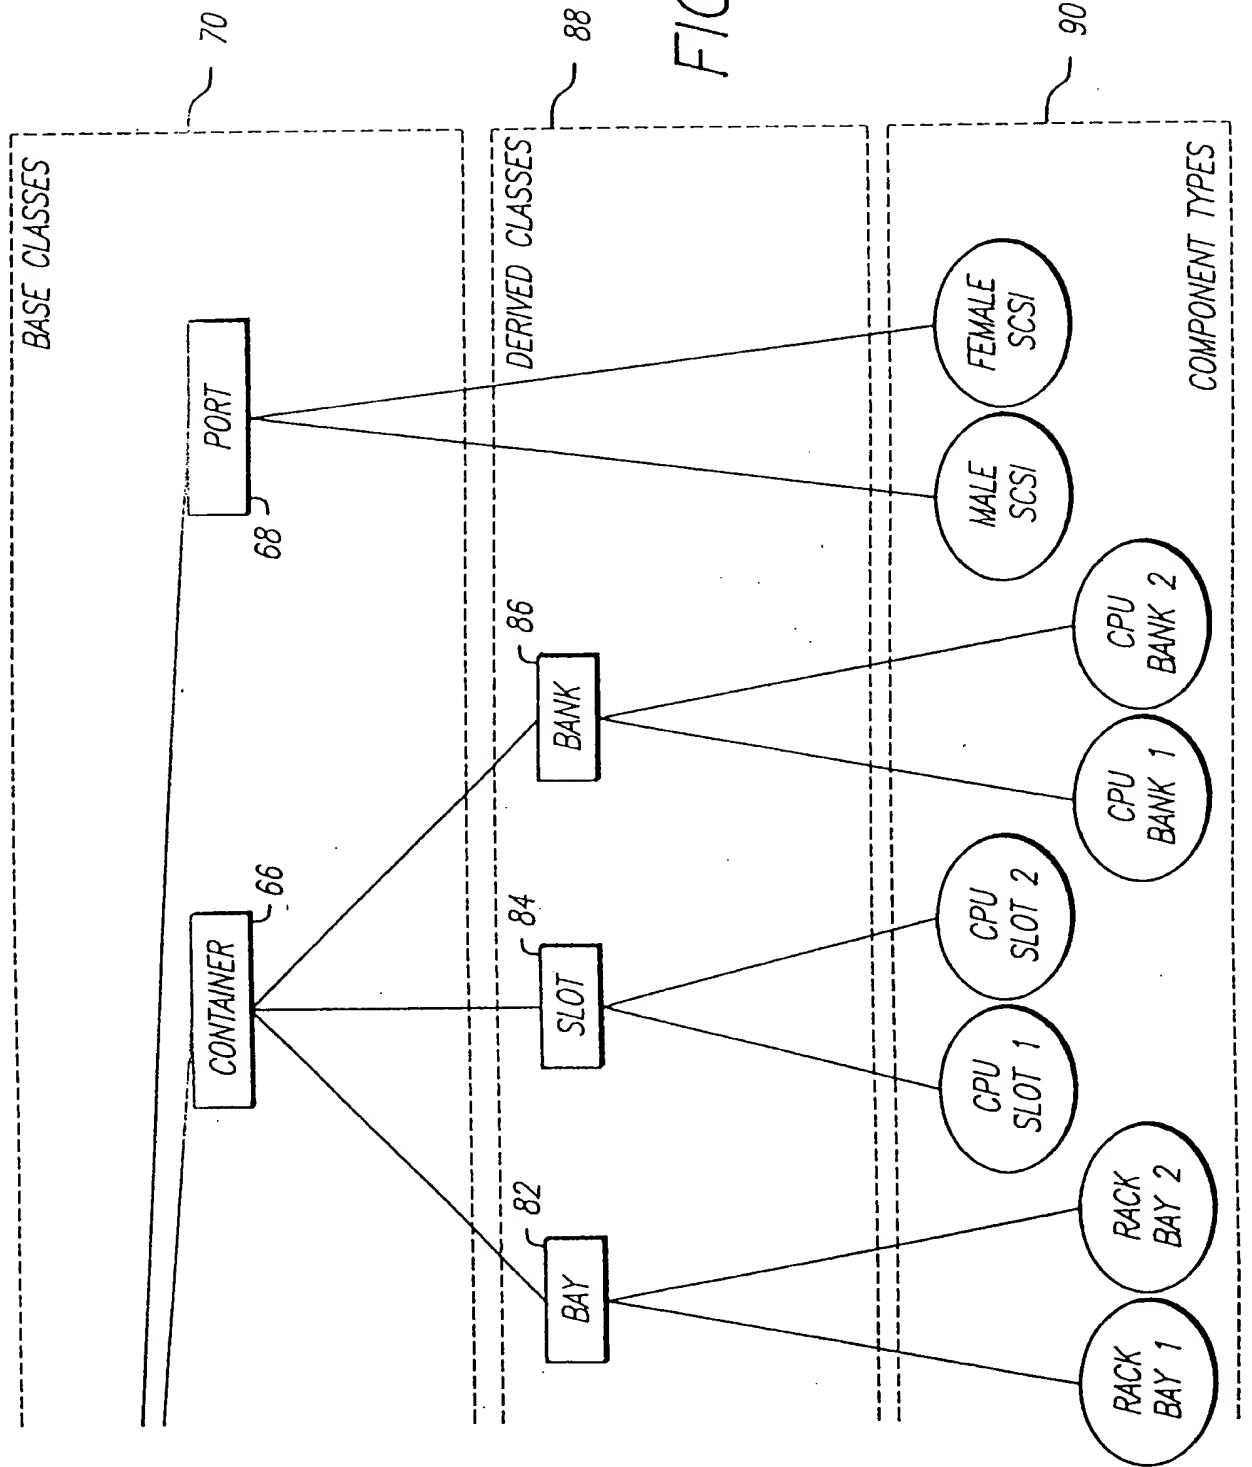 BASE CLASSES
70
CONTAINER
66
PORT
68
DERIVED CLASSES
88
BAY
82
SLOT
84
BANK
86
COMPONENT TYPES
90
RACK
BAY 1
RACK
BAY 2
CPU
SLOT 1
CPU
SLOT 2
CPU
BANK 1
CPU
BANK 2
MALE
SCSI
FEMALE
SCSI